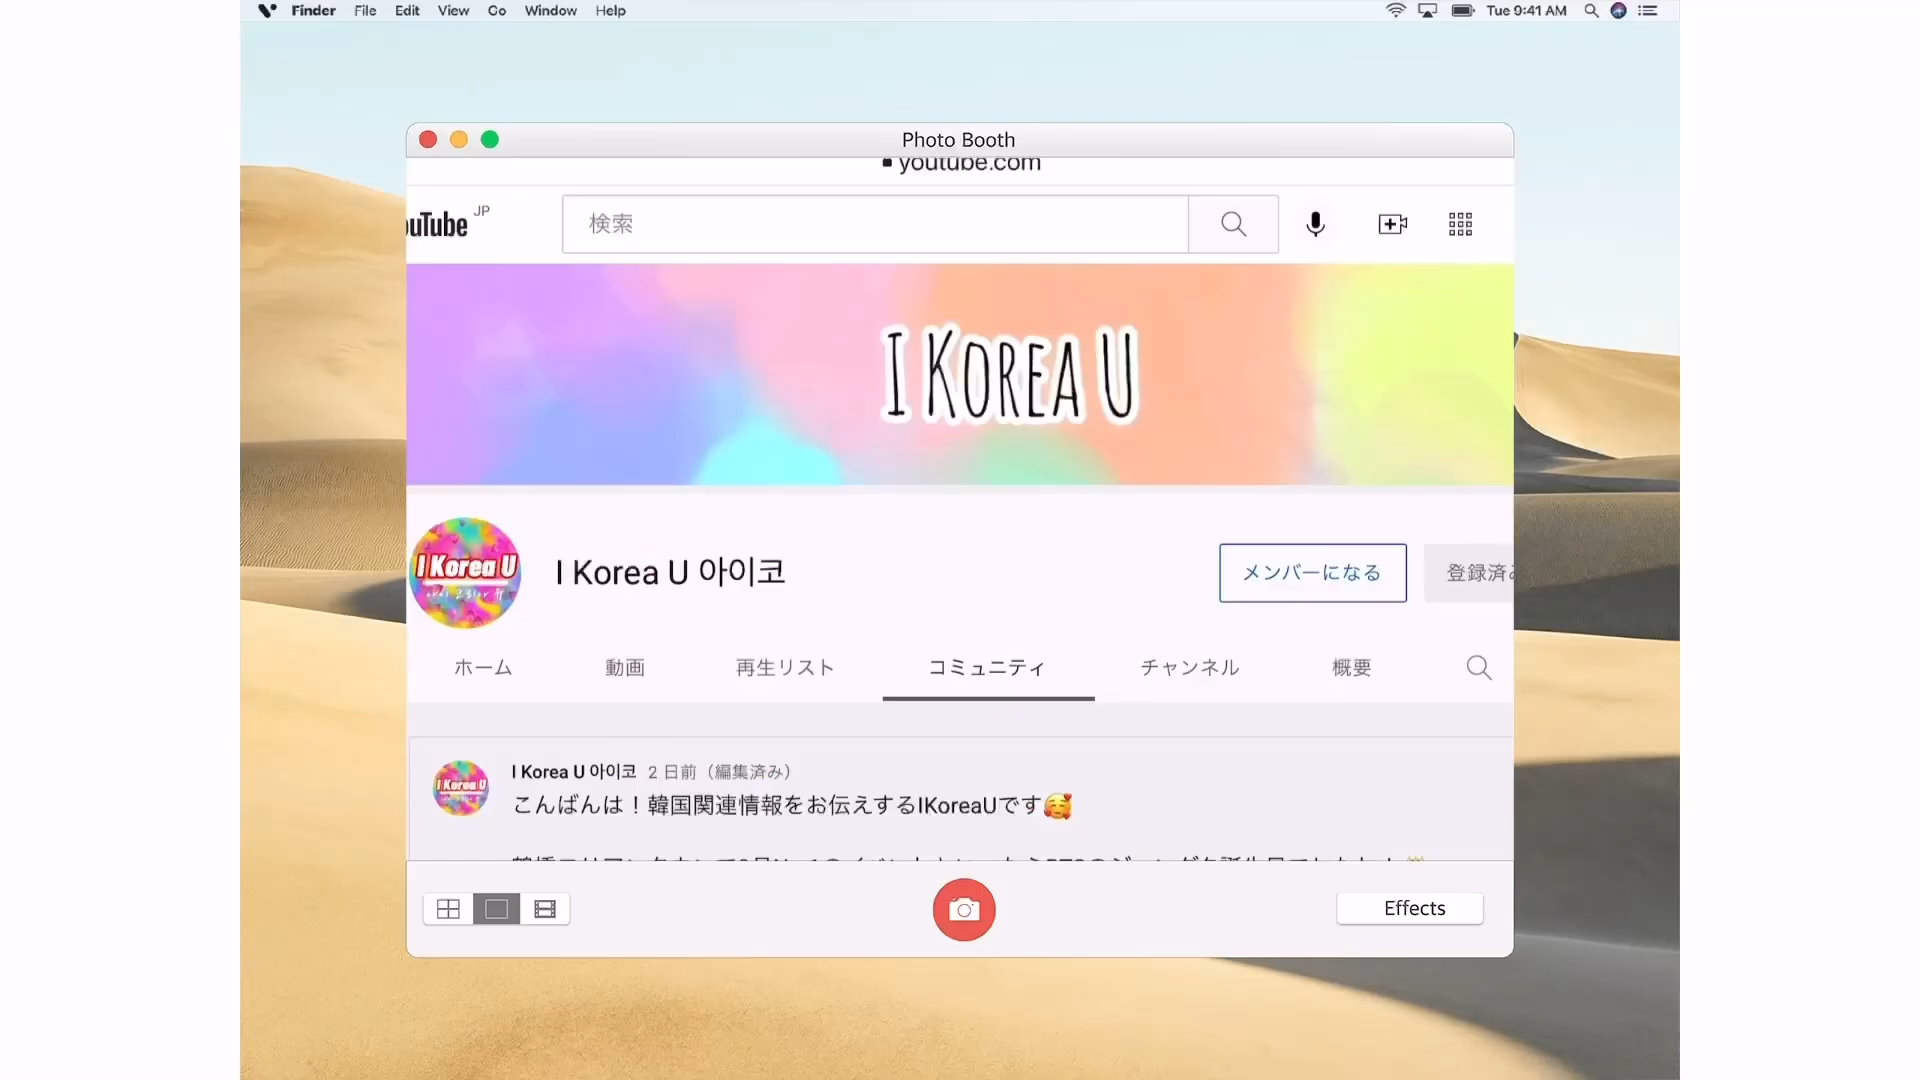 Finder File Edit View Go Window Help Tue 9:41 AM
Photo Booth
youtube.com
uTube JP
検索
I KOREA U
I Korea U
I Korea U 아이코
メンバーになる
登録済み
ホーム 動画 再生リスト コミュニティ チャンネル 概要
I Korea U
I Korea U 아이코 2 日前（編集済み）
こんばんは！韓国関連情報をお伝えするIKoreaUです🥰
Effects